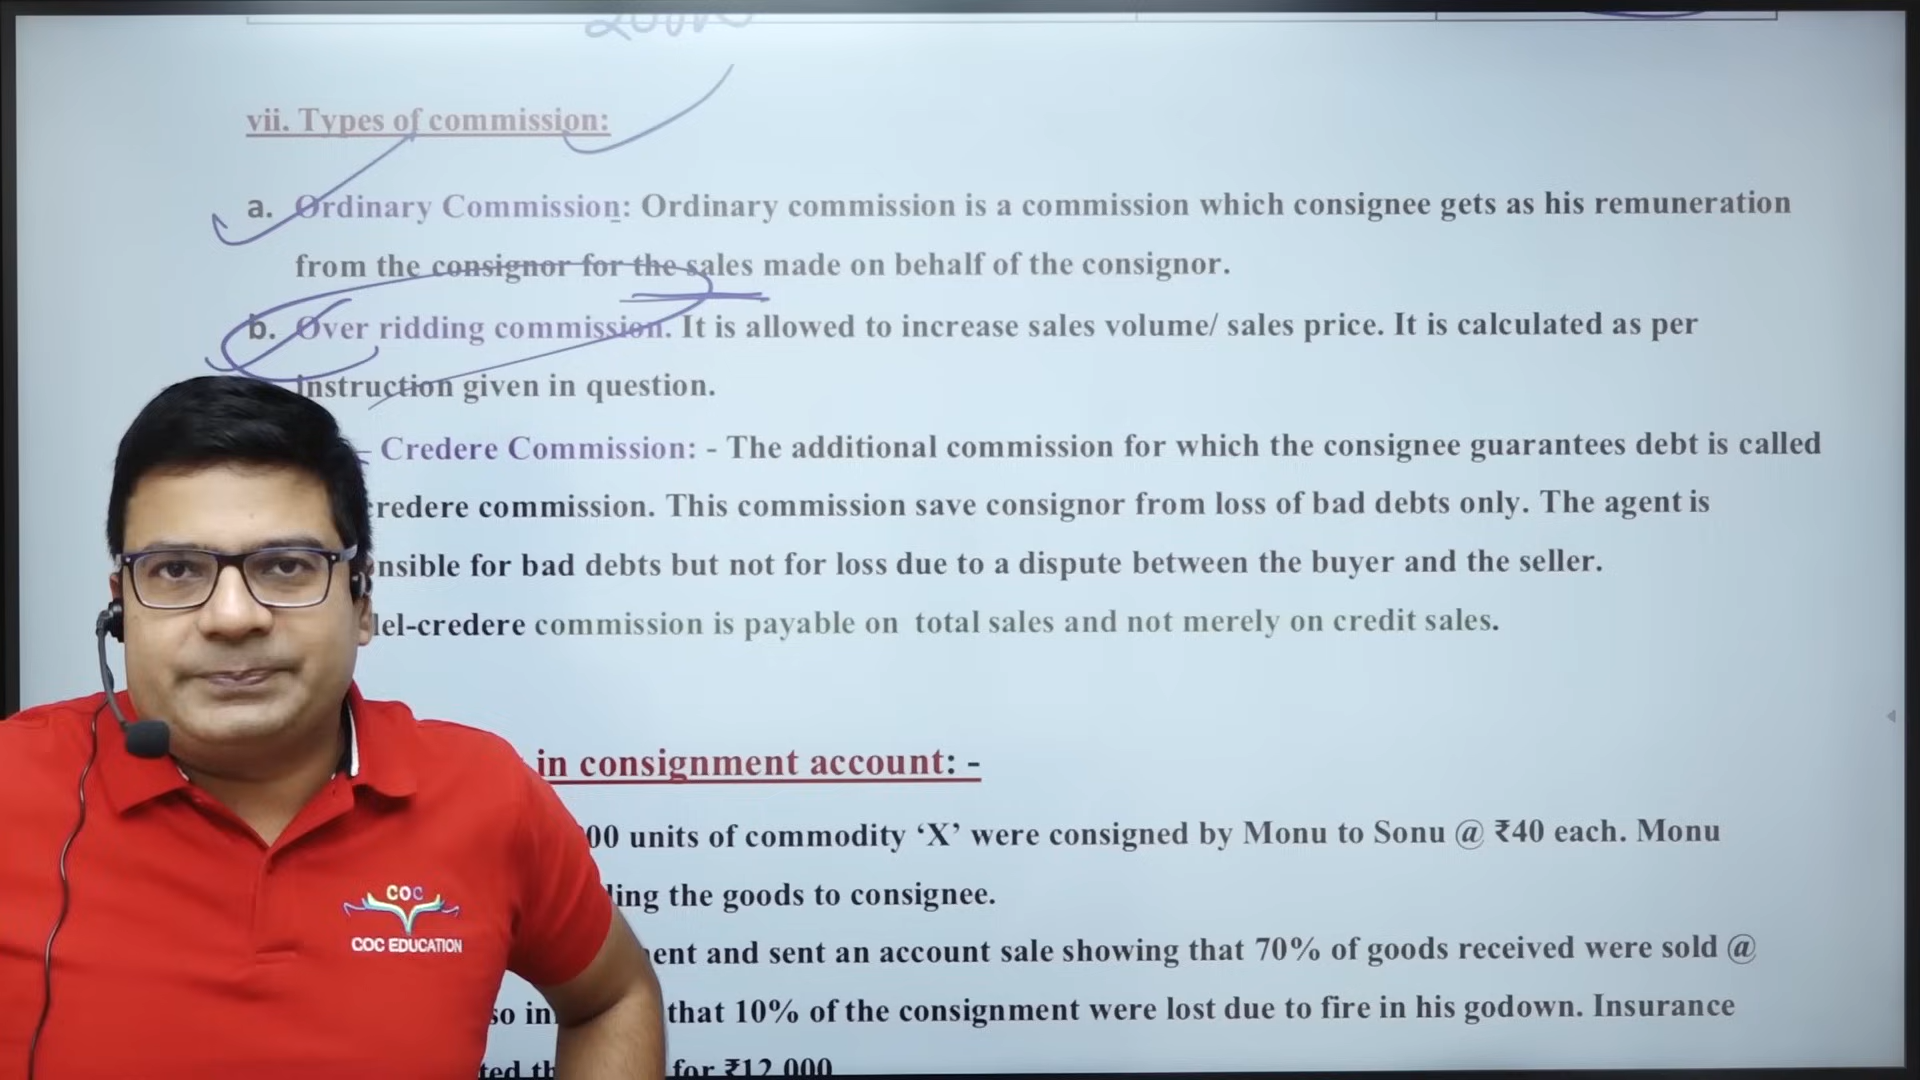 vii. Types of commission:
a. Ordinary Commission: Ordinary commission is a commission which consignee gets as his remuneration
from the consignor for the sales made on behalf of the consignor.
b. Over ridding commission. It is allowed to increase sales volume/ sales price. It is calculated as per
instruction given in question.
Credere Commission: - The additional commission for which the consignee guarantees debt is called
credere commission. This commission save consignor from loss of bad debts only. The agent is
nsible for bad debts but not for loss due to a dispute between the buyer and the seller.
del-credere commission is payable on total sales and not merely on credit sales.
in consignment account: -
00 units of commodity ‘X’ were consigned by Monu to Sonu @ ₹40 each. Monu
ing the goods to consignee.
ent and sent an account sale showing that 70% of goods received were sold @
so in that 10% of the consignment were lost due to fire in his godown. Insurance
for ₹12,000
COC
COC EDUCATION